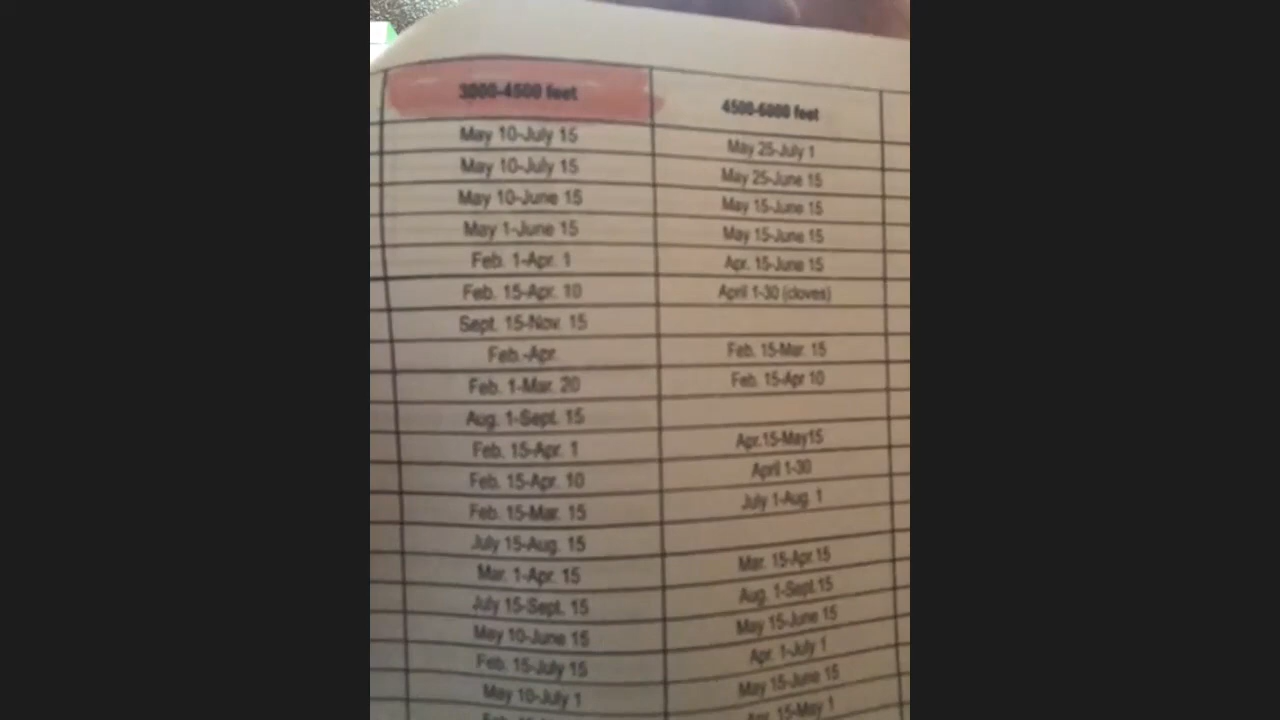 3000-4500 feet 4500-6000 feet
May 10-July 15 May 25-July 1
May 10-July 15 May 25-June 15
May 10-June 15 May 15-June 15
May 1-June 15 May 15-June 15
Feb. 1-Apr. 1 Apr. 15-June 15
Feb. 15-Apr. 10 April 1-30 (cloves)
Sept. 15-Nov. 15
Feb.-Apr. Feb. 15-Mar. 15
Feb. 1-Mar. 20 Feb. 15-Apr 10
Aug. 1-Sept. 15
Feb. 15-Apr. 1 Apr.15-May15
Feb. 15-Apr. 10 April 1-30
Feb. 15-Mar. 15 July 1-Aug. 1
July 15-Aug. 15
Mar. 1-Apr. 15 Mar. 15-Apr.15
July 15-Sept. 15 Aug. 1-Sept.15
May 10-June 15 May 15-June 15
Feb. 15-July 15 Apr. 1-July 1
May 10-July 1 May 15-June 15
Apr. 15-May 1